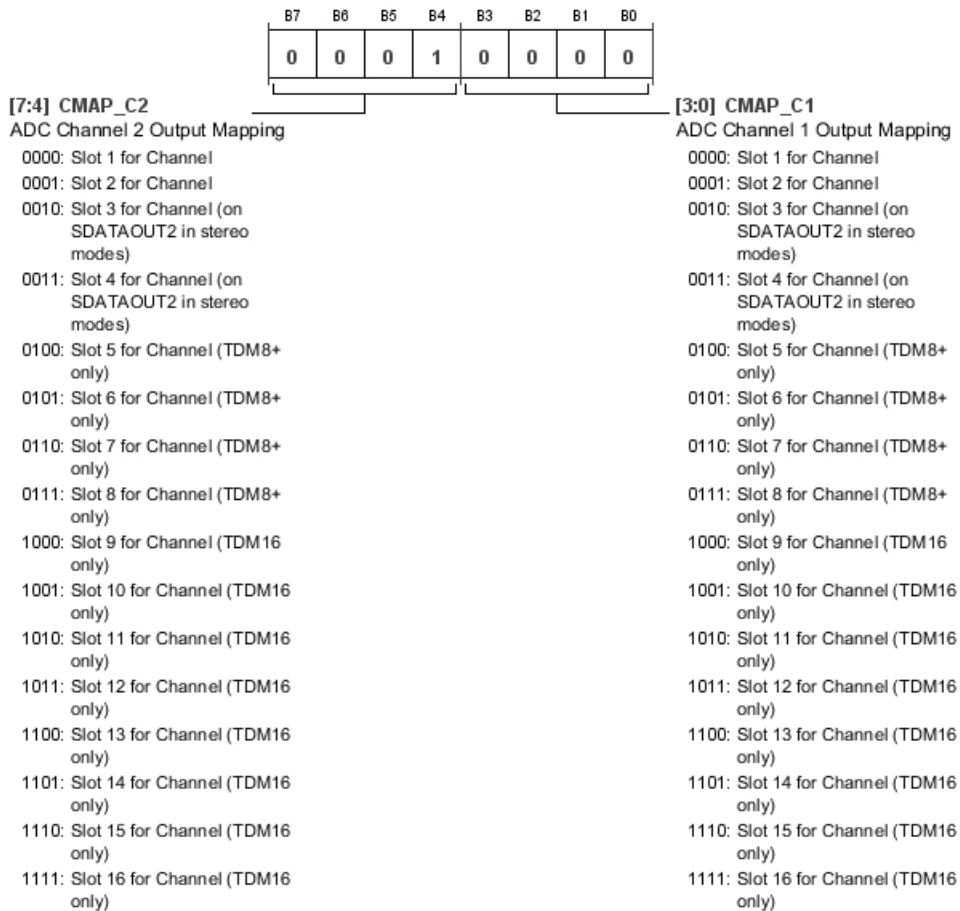 B7 B6 B5 B4 B3 B2 B1 B0
0 0 0 1 0 0 0 0
[7:4] CMAP_C2
ADC Channel 2 Output Mapping
0000: Slot 1 for Channel
0001: Slot 2 for Channel
0010: Slot 3 for Channel (on
SDATAOUT2 in stereo
modes)
0011: Slot 4 for Channel (on
SDATAOUT2 in stereo
modes)
0100: Slot 5 for Channel (TDM8+
only)
0101: Slot 6 for Channel (TDM8+
only)
0110: Slot 7 for Channel (TDM8+
only)
0111: Slot 8 for Channel (TDM8+
only)
1000: Slot 9 for Channel (TDM16
only)
1001: Slot 10 for Channel (TDM16
only)
1010: Slot 11 for Channel (TDM16
only)
1011: Slot 12 for Channel (TDM16
only)
1100: Slot 13 for Channel (TDM16
only)
1101: Slot 14 for Channel (TDM16
only)
1110: Slot 15 for Channel (TDM16
only)
1111: Slot 16 for Channel (TDM16
only)
[3:0] CMAP_C1
ADC Channel 1 Output Mapping
0000: Slot 1 for Channel
0001: Slot 2 for Channel
0010: Slot 3 for Channel (on
SDATAOUT2 in stereo
modes)
0011: Slot 4 for Channel (on
SDATAOUT2 in stereo
modes)
0100: Slot 5 for Channel (TDM8+
only)
0101: Slot 6 for Channel (TDM8+
only)
0110: Slot 7 for Channel (TDM8+
only)
0111: Slot 8 for Channel (TDM8+
only)
1000: Slot 9 for Channel (TDM16
only)
1001: Slot 10 for Channel (TDM16
only)
1010: Slot 11 for Channel (TDM16
only)
1011: Slot 12 for Channel (TDM16
only)
1100: Slot 13 for Channel (TDM16
only)
1101: Slot 14 for Channel (TDM16
only)
1110: Slot 15 for Channel (TDM16
only)
1111: Slot 16 for Channel (TDM16
only)